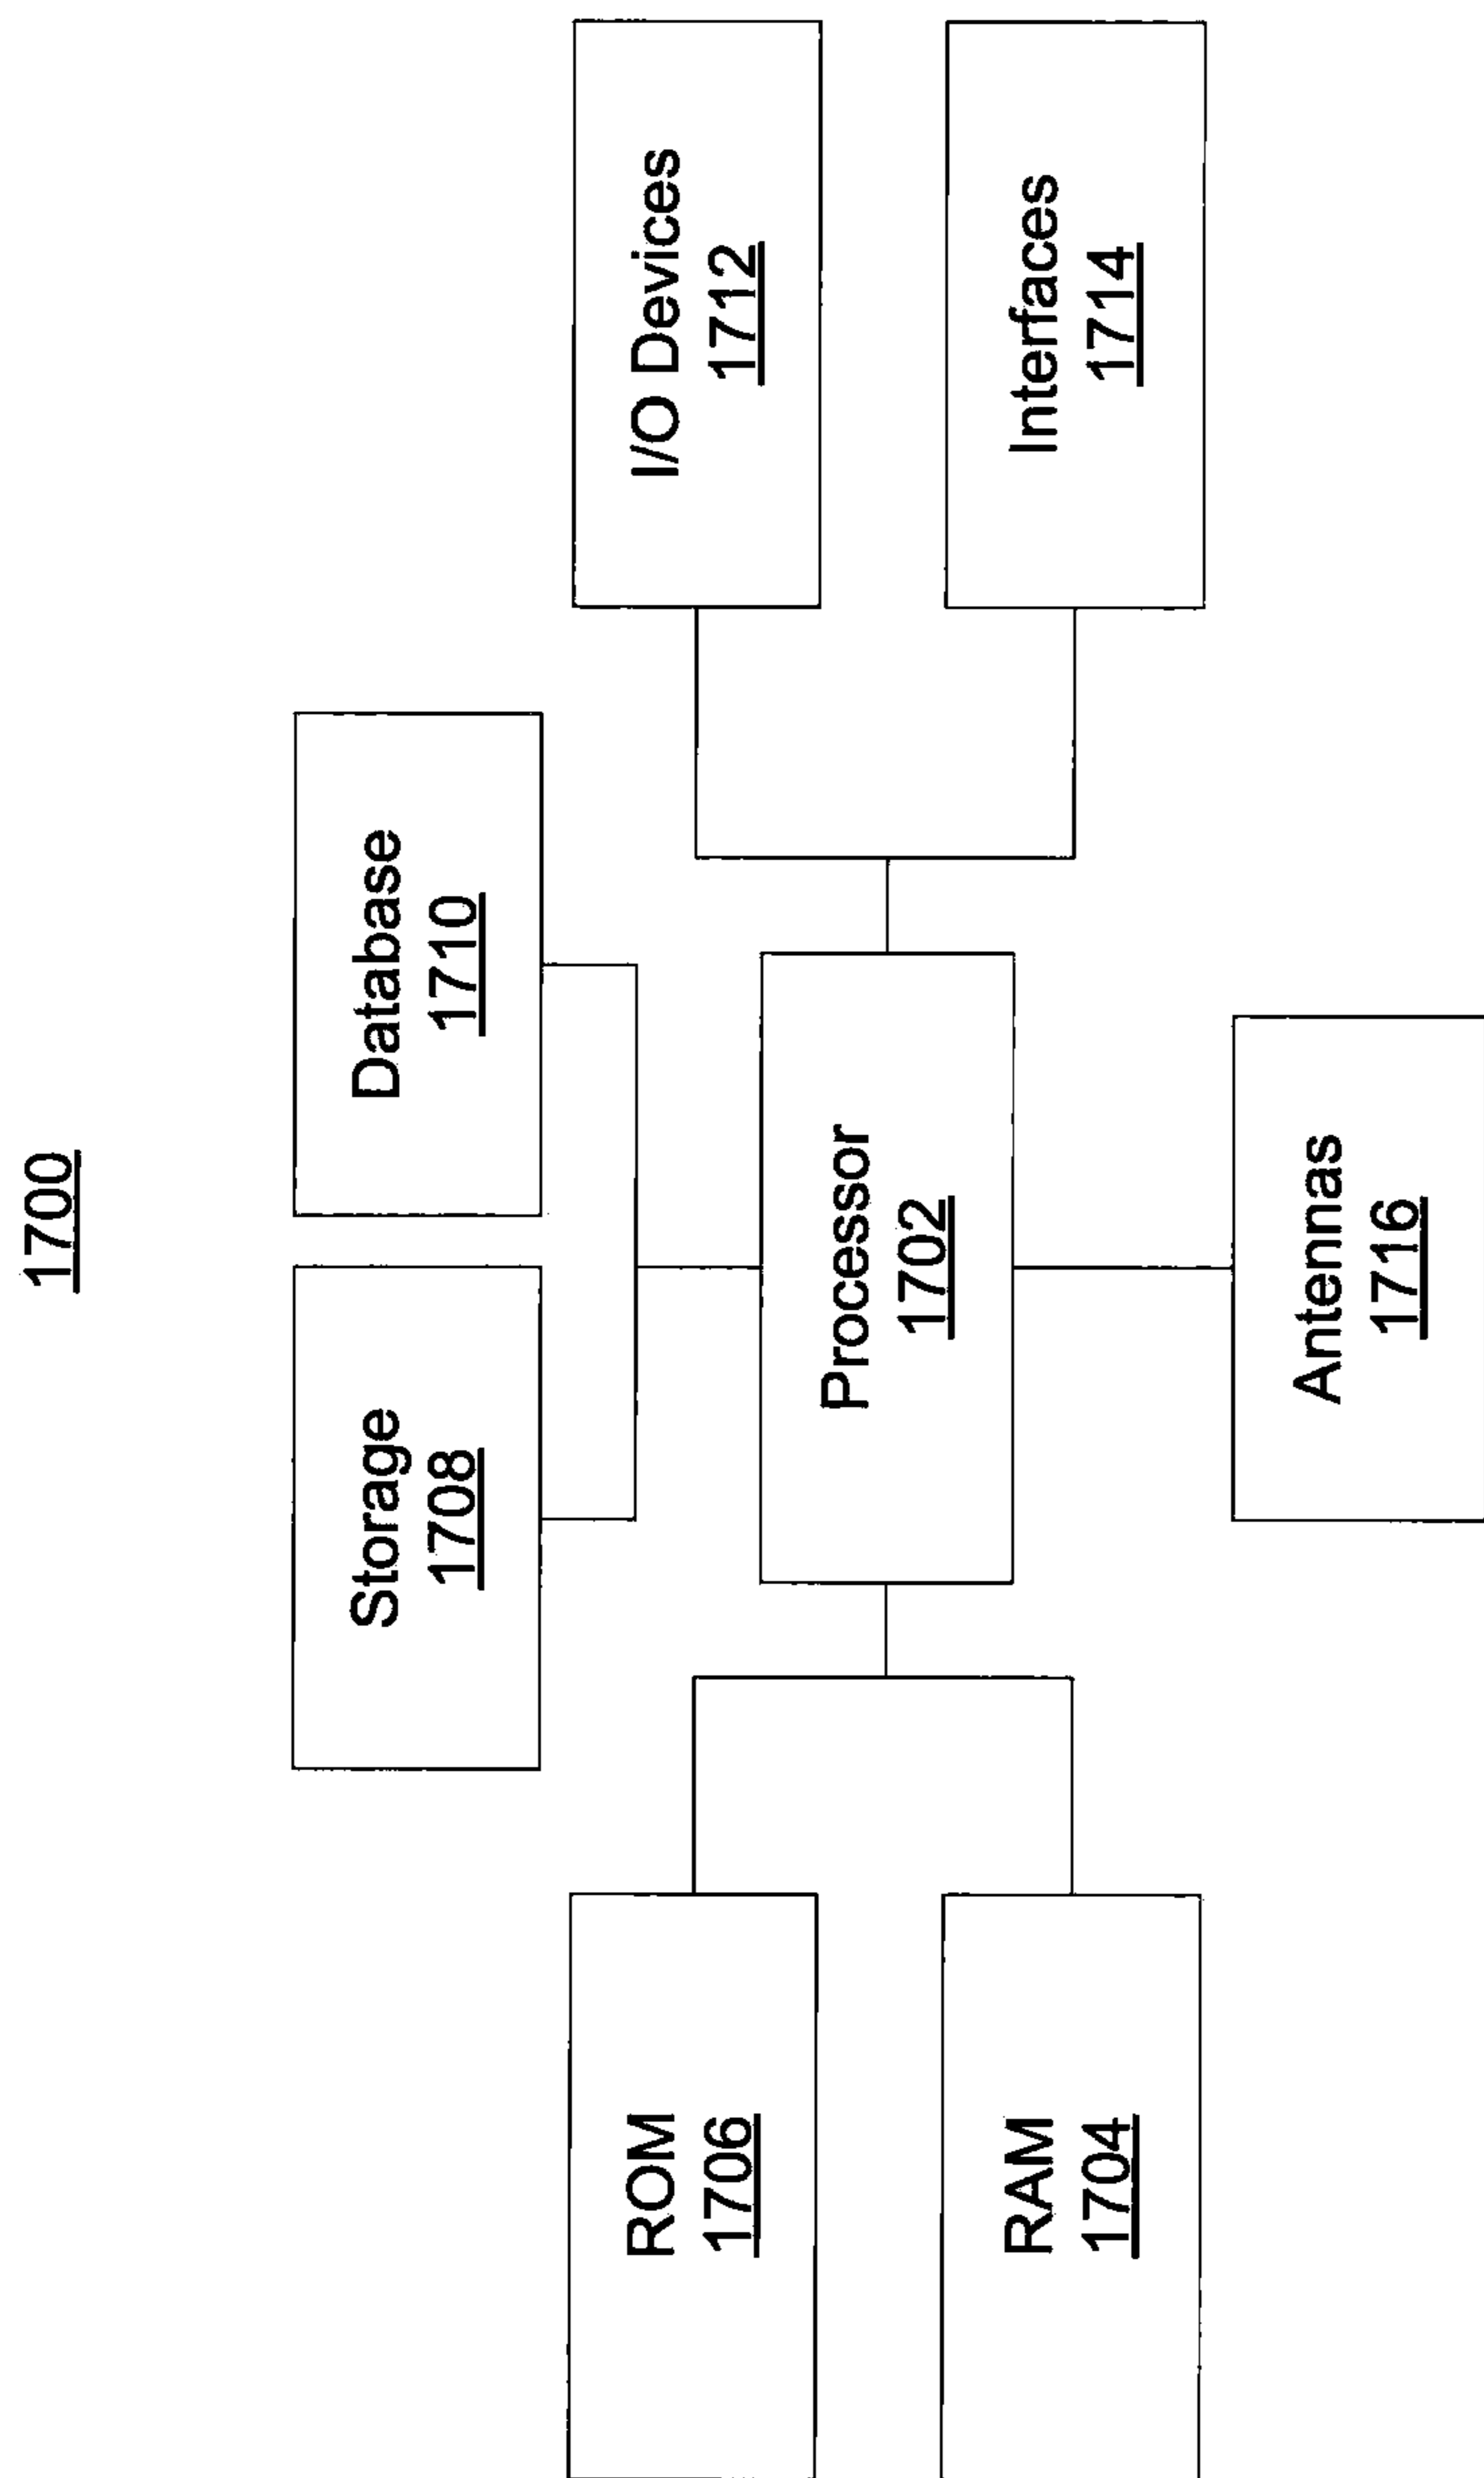 1700
Storage
1708
Database
1710
ROM
1706
I/O Devices
1712
Processor
1702
RAM
1704
Interfaces
1714
Antennas
1716